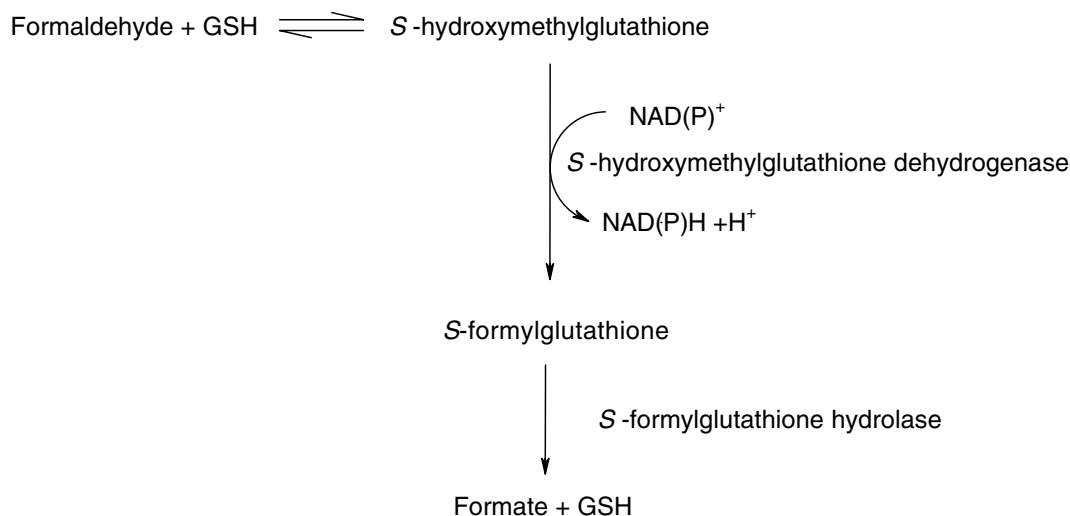 Formaldehyde + GSH S -hydroxymethylglutathione
NAD(P)+
S -hydroxymethylglutathione dehydrogenase
NAD(P)H +H+
S-formylglutathione
S -formylglutathione hydrolase
Formate + GSH